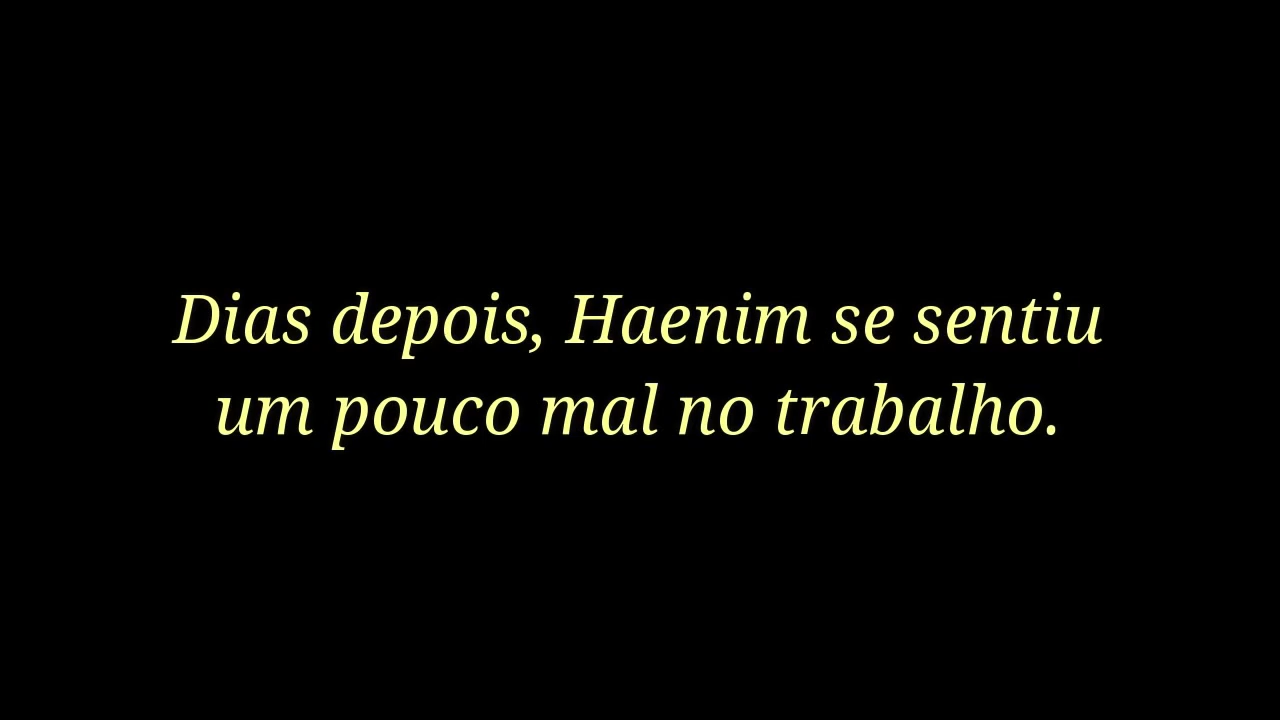 Dias depois, Haenim se sentiu
um pouco mal no trabalho.